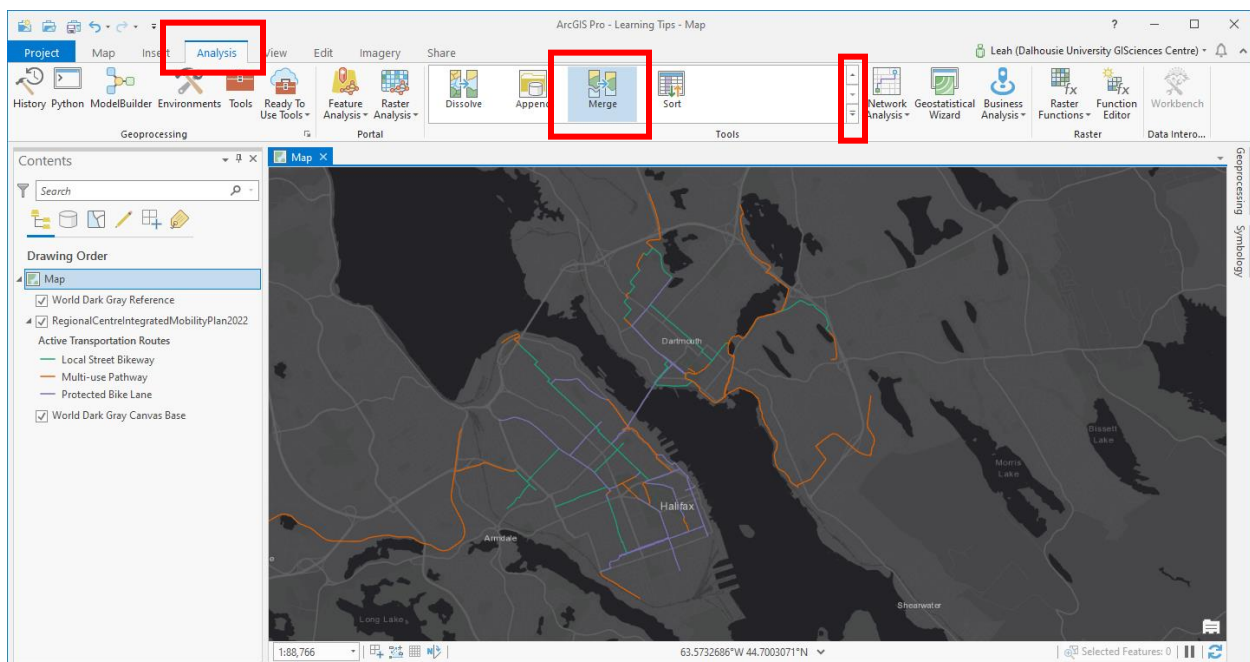 ArcGIS Pro - Learning Tips - Map
?
Project Map Insert Analysis View Edit Imagery Share
Leah (Dalhousie University GISciences Centre)
History Python ModelBuilder Environments Tools Ready To Use Tools
Feature Analysis Raster Analysis
Dissolve Append Merge Sort
Network Analysis Geostatistical Wizard Business Analysis
Raster Functions Function Editor
Workbench
Geoprocessing Portal Tools Raster Data Intero...
Contents
Map
Search
Drawing Order
Map
World Dark Gray Reference
RegionalCentreIntegratedMobilityPlan2022
Active Transportation Routes
Local Street Bikeway
Multi-use Pathway
Protected Bike Lane
World Dark Gray Canvas Base
Dartmouth
Bissett
Lake
Morris
Lake
Halifax
Armdale
Shearwater
Long Lake
Geoprocessing
Symbology
1:88,766
63.5732686°W 44.7003071°N
Selected Features: 0